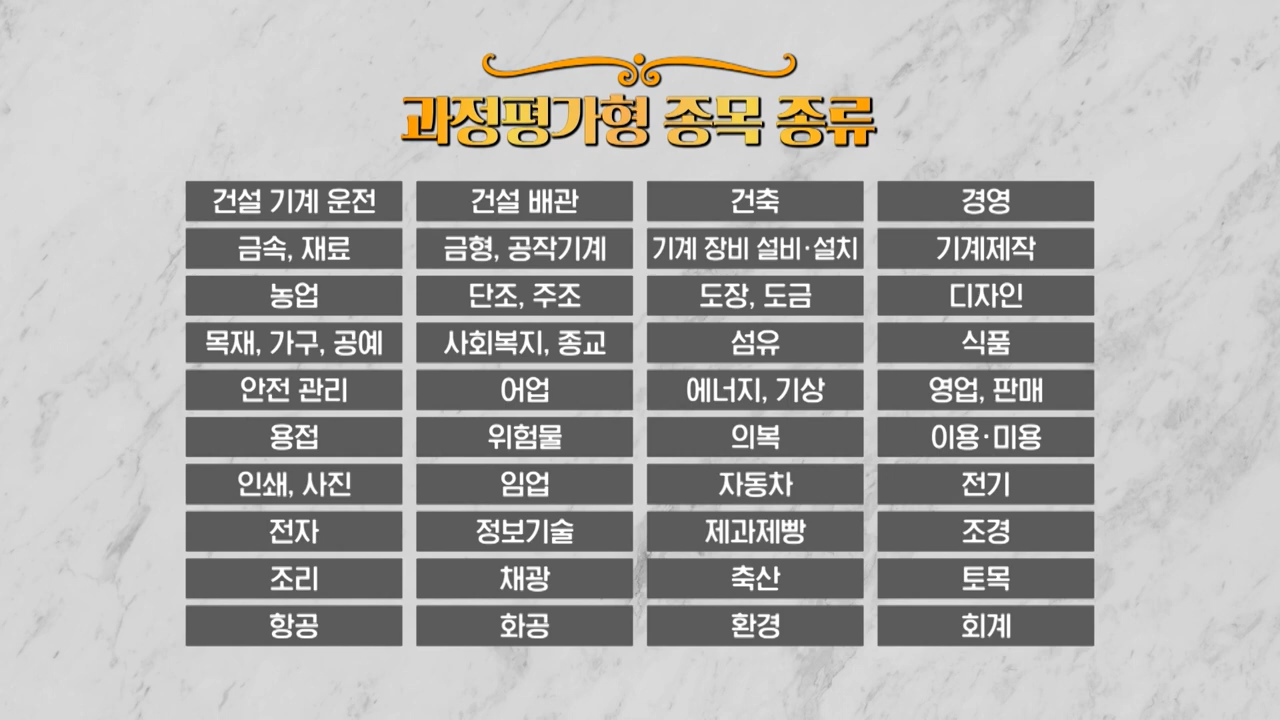 과정평가형 종목 종류
건설 기계 운전
건설 배관
건축
경영
금속, 재료
금형, 공작기계
기계 장비 설비·설치
기계제작
농업
단조, 주조
도장, 도금
디자인
목재, 가구, 공예
사회복지, 종교
섬유
식품
안전 관리
어업
에너지, 기상
영업, 판매
용접
위험물
의복
이용·미용
인쇄, 사진
임업
자동차
전기
전자
정보기술
제과제빵
조경
조리
채광
축산
토목
항공
화공
환경
회계